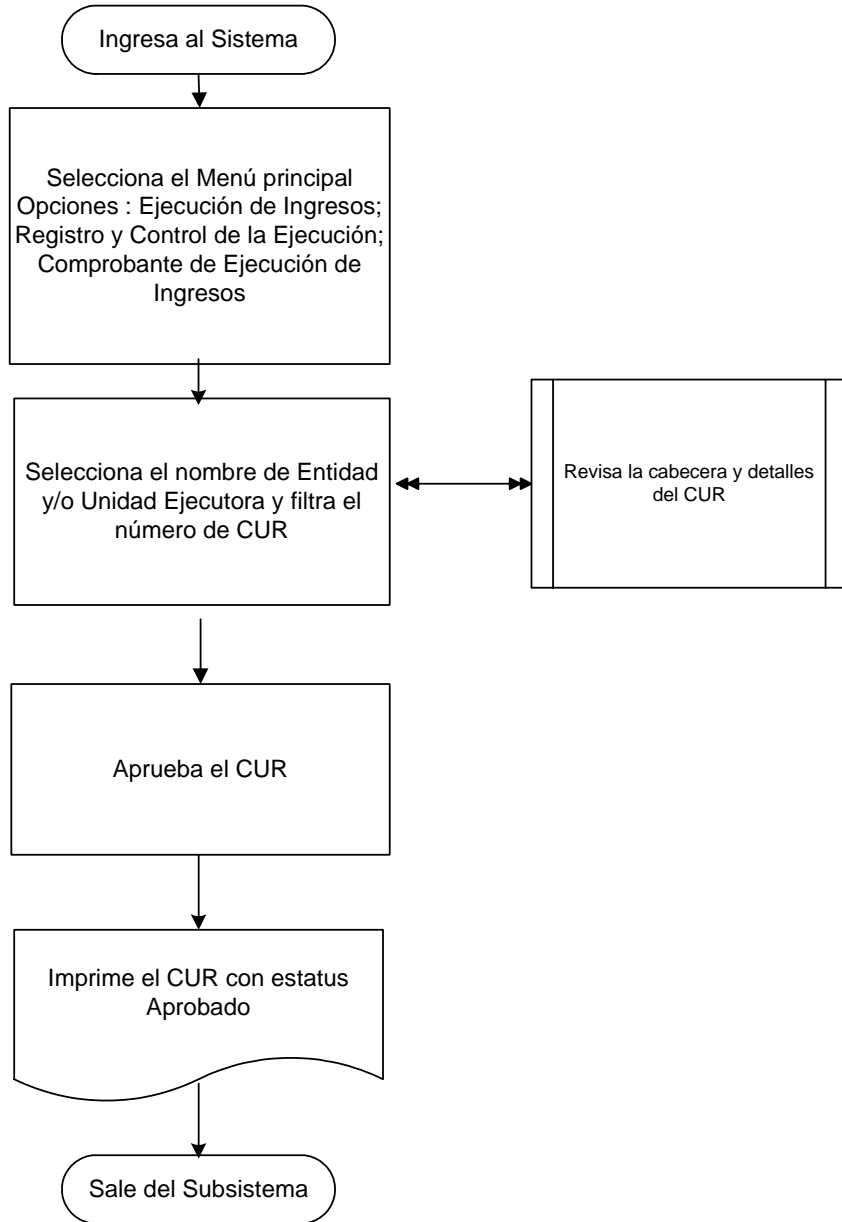 Ingresa al Sistema
Selecciona el Menú principal
Opciones : Ejecución de Ingresos;
Registro y Control de la Ejecución;
Comprobante de Ejecución de
Ingresos
Selecciona el nombre de Entidad
y/o Unidad Ejecutora y filtra el
número de CUR
Revisa la cabecera y detalles
del CUR
Aprueba el CUR
Imprime el CUR con estatus
Aprobado
Sale del Subsistema